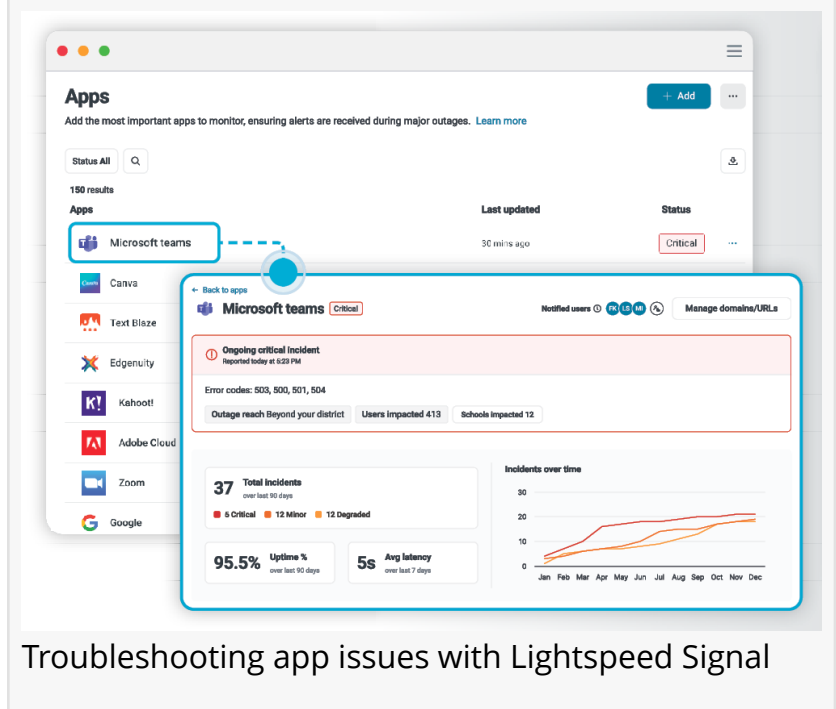 Apps
+ Add
...
Add the most important apps to monitor, ensuring alerts are received during major outages. Learn more
Status All
150 results
Apps Last updated Status
Microsoft teams 30 mins ago Critical ...
Canva
Text Blaze
Edgenuity
K! Kahoot!
Adobe Cloud
Zoom
G Google
← Back to apps
Microsoft teams Critical
Notified users FK LS MI
Manage domains/URLs
Ongoing critical incident
Reported today at 5:23 PM
Error codes: 503, 500, 501, 504
Outage reach Beyond your district Users impacted 413 Schools impacted 12
37 Total incidents
over last 90 days
5 Critical 12 Minor 12 Degraded
95.5% Uptime %
over last 90 days
5s Avg latency
over last 7 days
Incidents over time
30
20
10
0
Jan Feb Mar Apr May Jun Jul Aug Sep Oct Nov Dec
Troubleshooting app issues with Lightspeed Signal